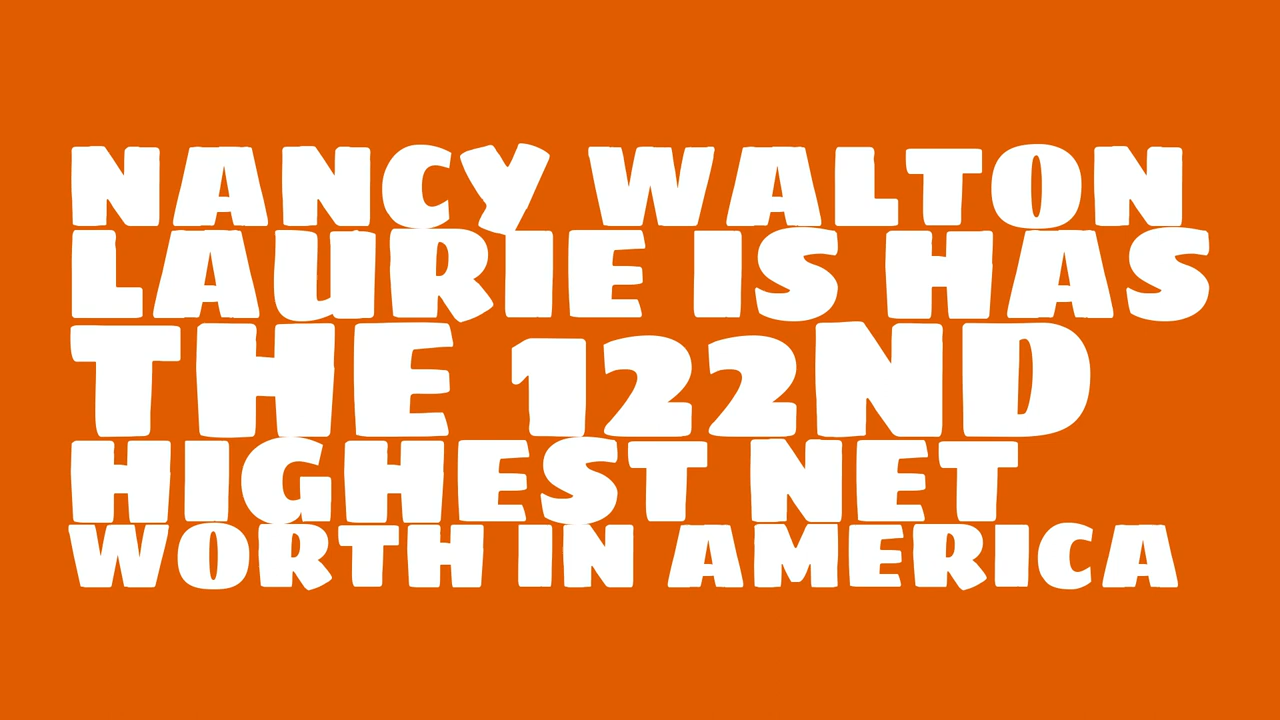 NANCY WALTON
LAURIE IS HAS
THE 122ND
HIGHEST NET
WORTH IN AMERICA